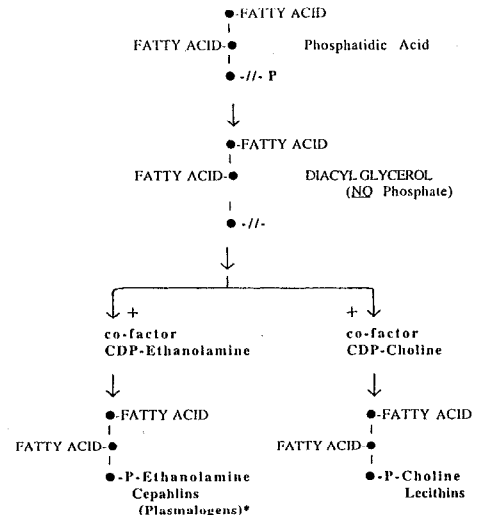 ●-FATTY ACID
FATTY ACID-● Phosphatidic Acid
●-//- P
●-FATTY ACID
FATTY ACID-● DIACYL GLYCEROL
(NO Phosphate)
●-//-
+ +
co-factor co-factor
CDP-Ethanolamine CDP-Choline
●-FATTY ACID ●-FATTY ACID
FATTY ACID-● FATTY ACID-●
●-P-Ethanolamine ●-P-Choline
Cepahlins Lecithins
(Plasmalogens)*